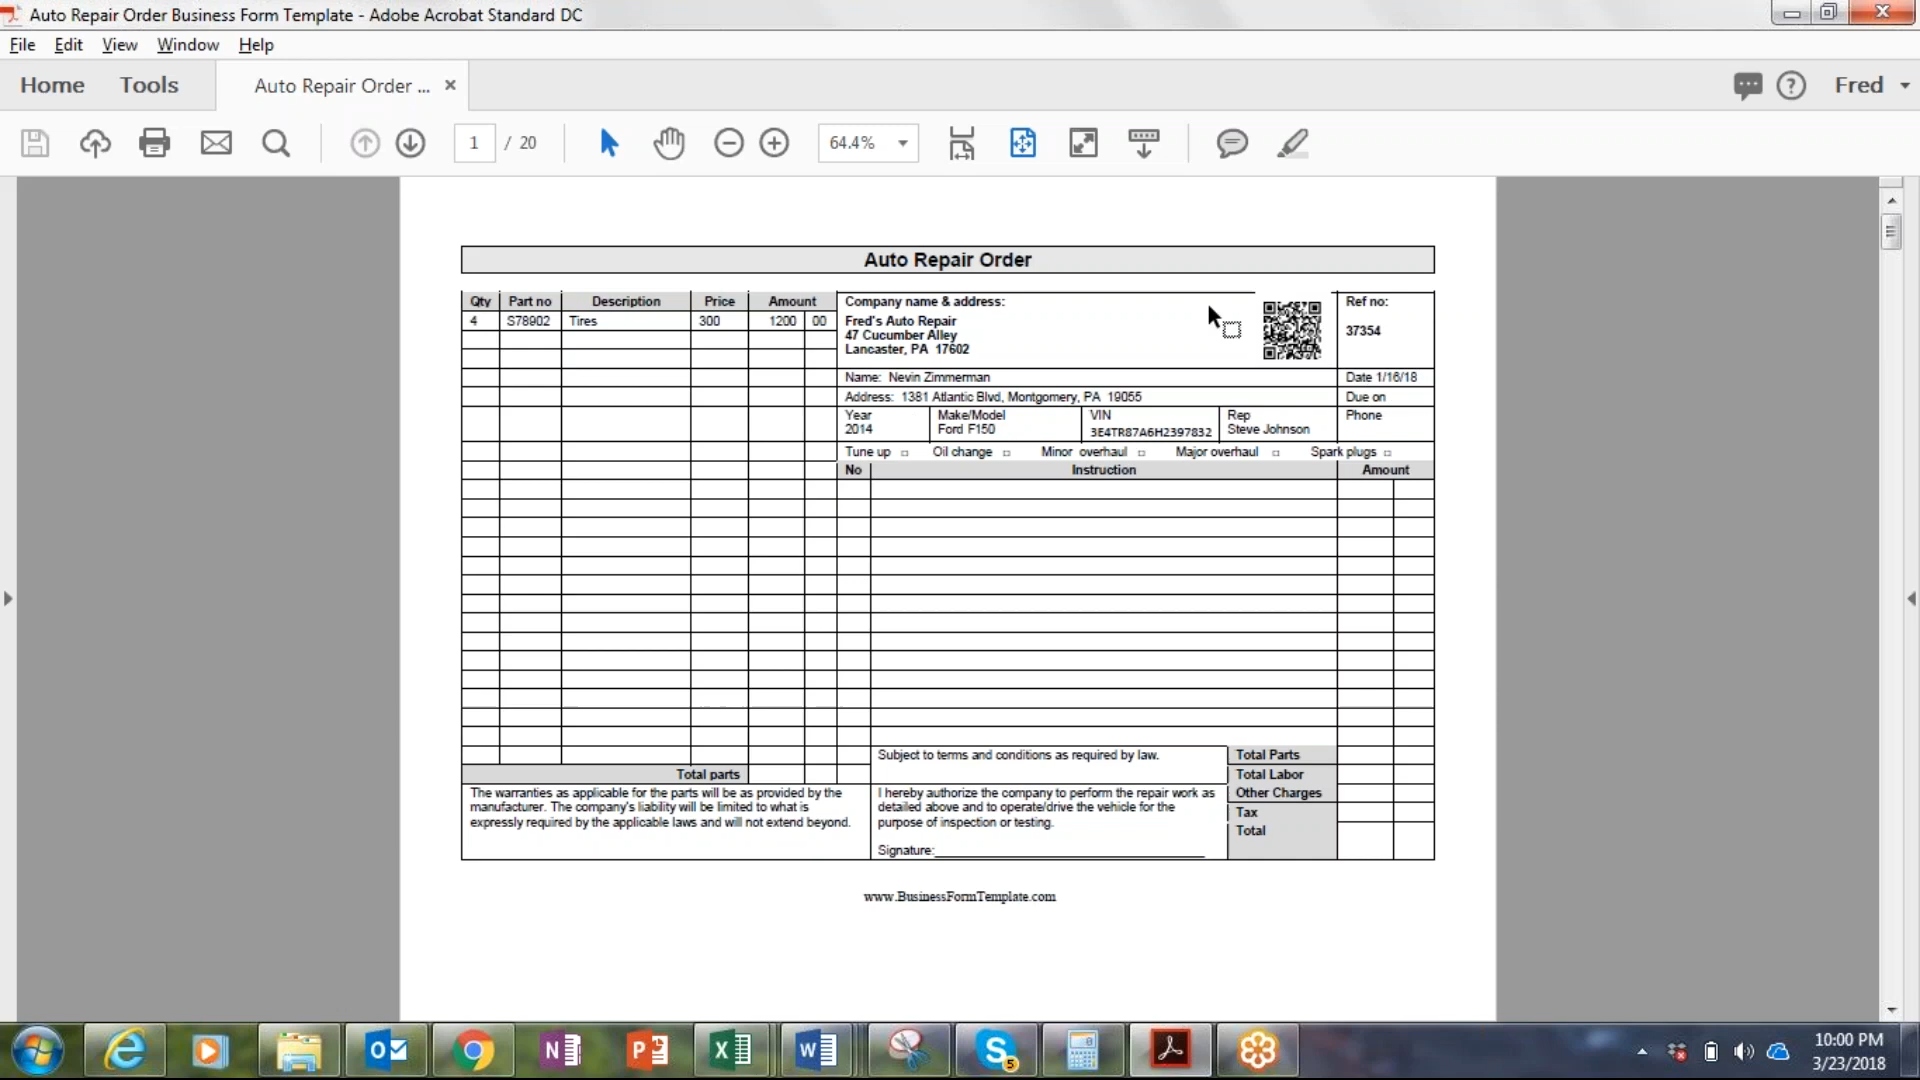 Auto Repair Order Business Form Template - Adobe Acrobat Standard DC
File Edit View Window Help
Home Tools Auto Repair Order ... × Fred
1 / 20 64.4%
Auto Repair Order
Qty Part no Description Price Amount
4 S78902 Tires 300 1200 00
Company name & address:
Fred's Auto Repair
47 Cucumber Alley
Lancaster, PA 17602
Ref no:
37354
Name: Nevin Zimmerman Date 1/16/18
Address: 1381 Atlantic Blvd, Montgomery, PA 19055 Due on
Year Make/Model VIN Rep Phone
2014 Ford F150 3E4TR87A6H2397832 Steve Johnson
Tune up Oil change Minor overhaul Major overhaul Spark plugs
No Instruction Amount
Total parts
The warranties as applicable for the parts will be as provided by the
manufacturer. The company's liability will be limited to what is
expressly required by the applicable laws and will not extend beyond.
Subject to terms and conditions as required by law.
I hereby authorize the company to perform the repair work as
detailed above and to operate/drive the vehicle for the
purpose of inspection or testing.
Signature:
Total Parts
Total Labor
Other Charges
Tax
Total
www.BusinessFormTemplate.com
10:00 PM
3/23/2018